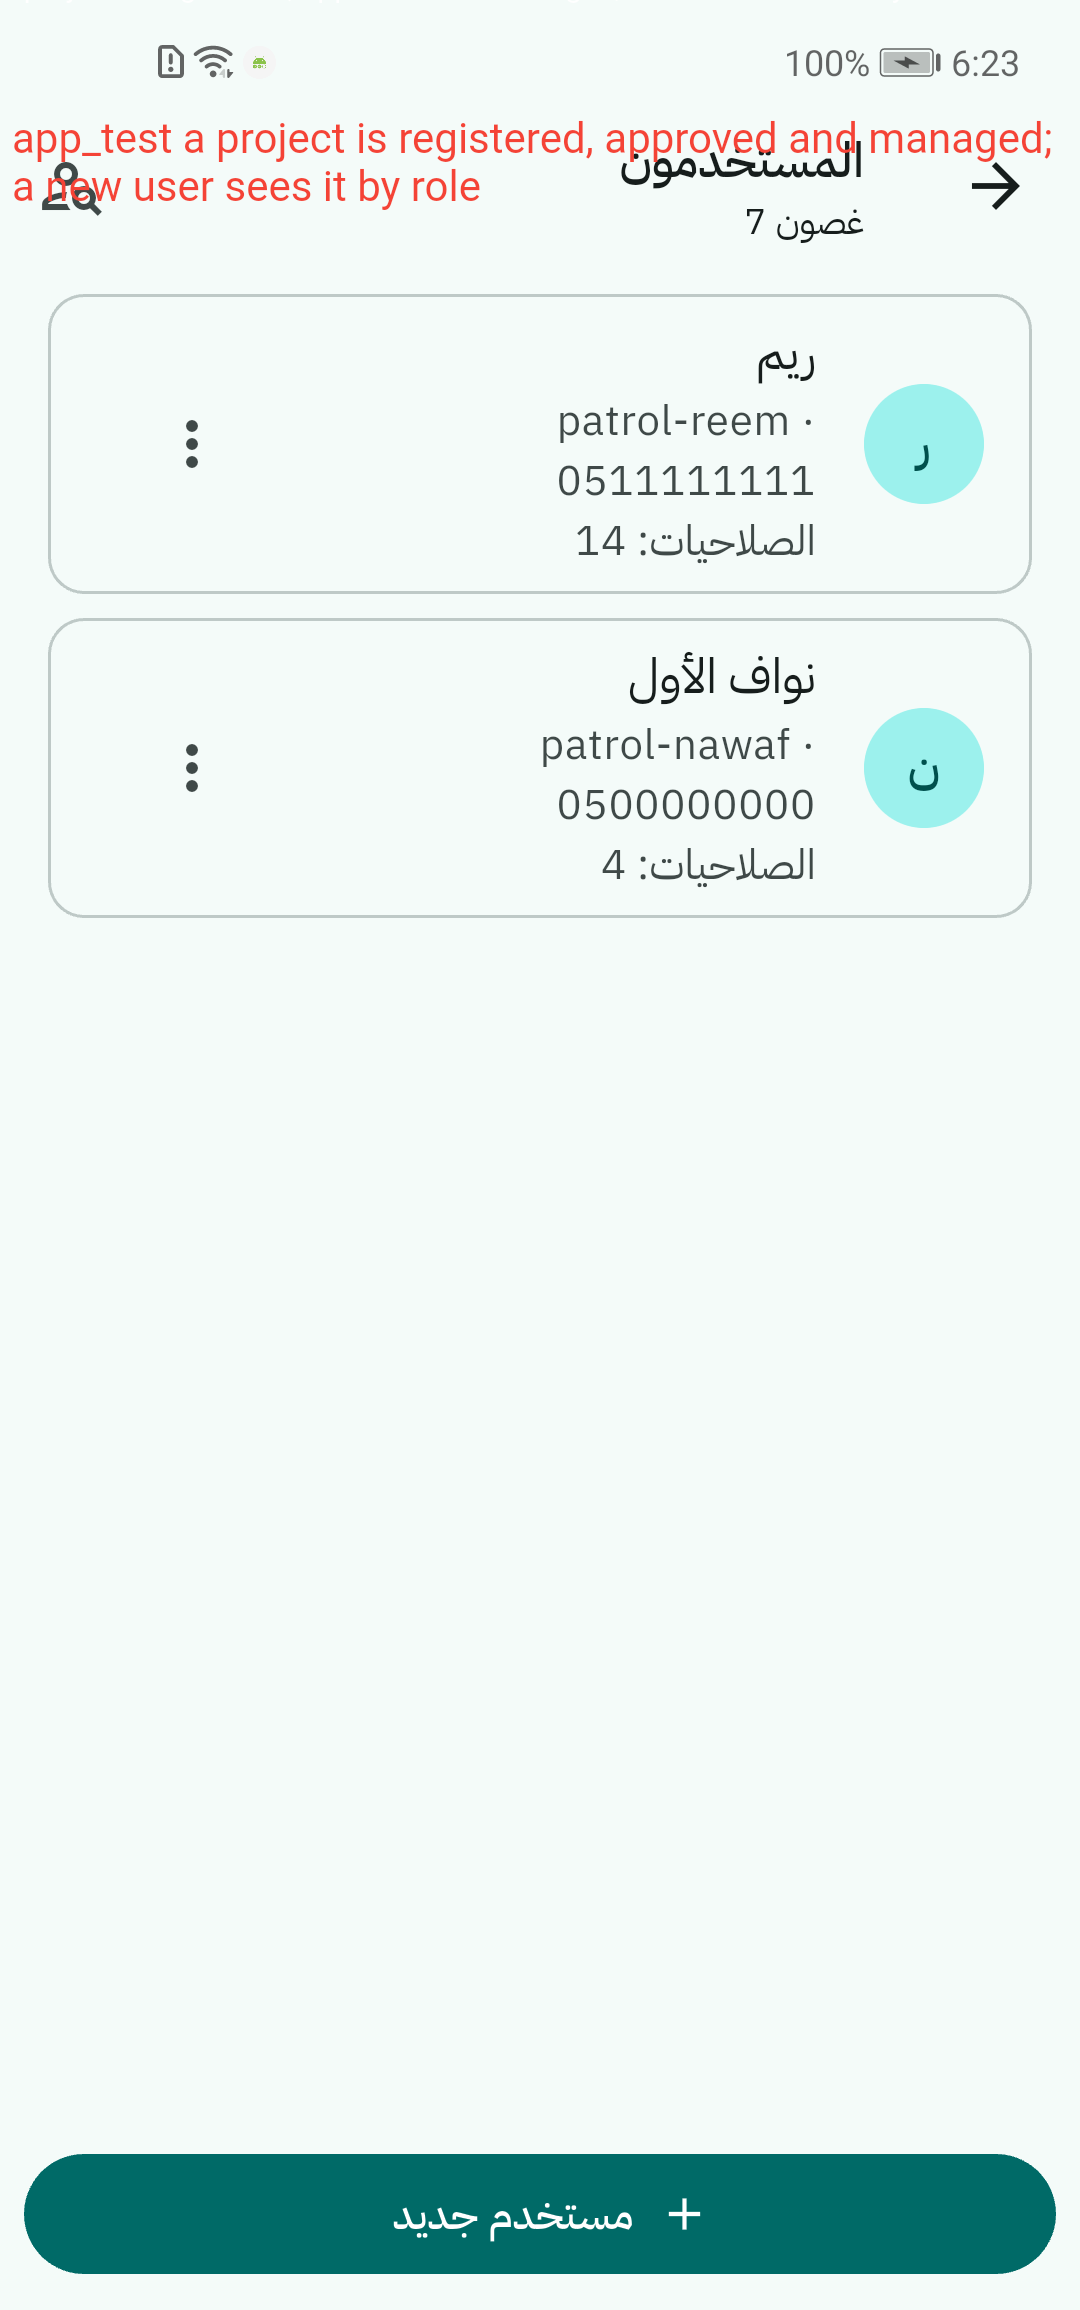 100% 6:23
app_test a project is registered, approved and managed;
a new user sees it by role
المستخدمون
غصون 7
ريم
patrol-reem ·
0511111111
الصلاحيات: 14
ر
نواف الأول
patrol-nawaf ·
0500000000
الصلاحيات: 4
ن
+ مستخدم جديد